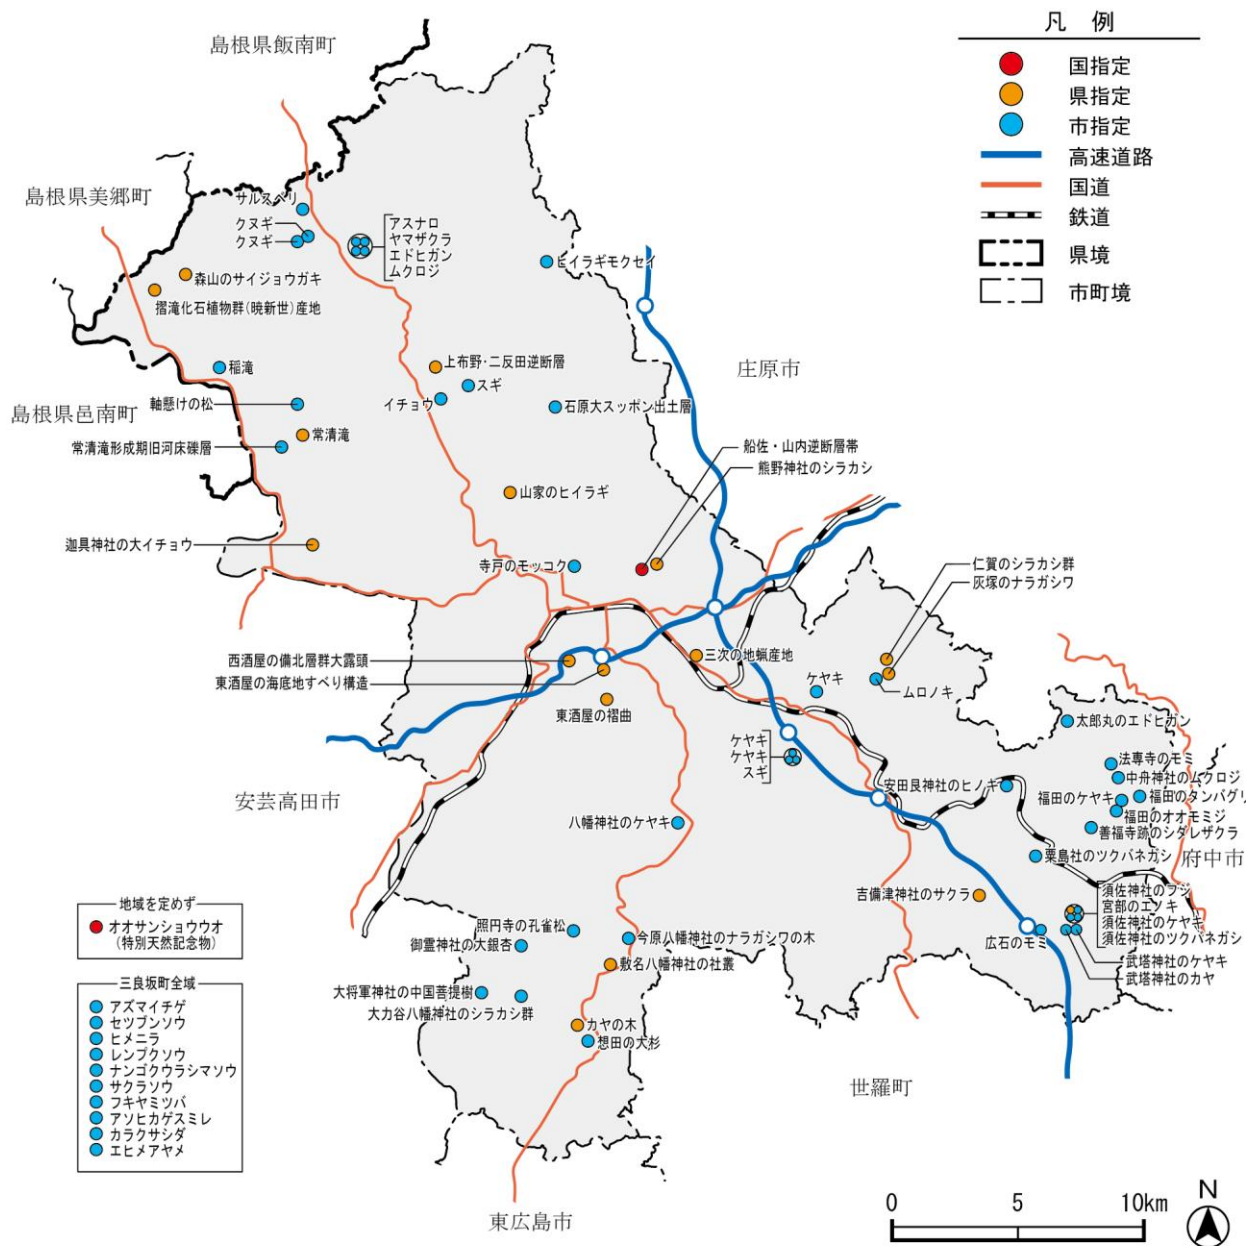 島根県飯南町
凡 例
国指定
県指定
市指定
高速道路
国道
鉄道
県境
市町境
島根県美郷町
サルスベリ
クヌギ
クヌギ
アスナロ
ヤマザクラ
エドヒガン
ムクロジ
ヒイラギモクセイ
森山のサイジョウガキ
摺滝化石植物群(暁新世)産地
庄原市
稲滝
上布野・二反田逆断層
スギ
イチョウ
石原大スッポン出土層
島根県邑南町
軸懸けの松
常清滝
常清滝形成期旧河床礫層
船佐・山内逆断層帯
熊野神社のシラカシ
山家のヒイラギ
迦具神社の大イチョウ
寺戸のモッコク
仁賀のシラカシ群
灰塚のナラガシワ
西酒屋の備北層群大露頭
東酒屋の海底地すべり構造
三次の地蝋産地
ケヤキ
ムロノキ
東酒屋の褶曲
太郎丸のエドヒガン
ケヤキ
ケヤキ
スギ
法専寺のモミ
中舟神社のムクロジ
安田艮神社のヒノキ
福田のケヤキ
福田のタンバグリ
福田のオオモミジ
善福寺跡のシダレザクラ
安芸高田市
八幡神社のケヤキ
粟島社のツクバネガシ
府中市
吉備津神社のサクラ
須佐神社のフジ
宮部のエノキ
須佐神社のケヤキ
須佐神社のツクバネガシ
広石のモミ
武塔神社のケヤキ
武塔神社のカヤ
地域を定めず
オオサンショウウオ
(特別天然記念物)
照円寺の孔雀松
御霊神社の大銀杏
今原八幡神社のナラガシワの木
敷名八幡神社の社叢
大将軍神社の中国菩提樹
大力谷八幡神社のシラカシ群
カヤの木
想田の大杉
三良坂町全域
アズマイチゲ
セツブンソウ
ヒメニラ
レンプクソウ
ナンゴクウラシマソウ
サクラソウ
フキヤミツバ
アソヒカゲスミレ
カラクサシダ
エヒメアヤメ
世羅町
東広島市
0 5 10km
N